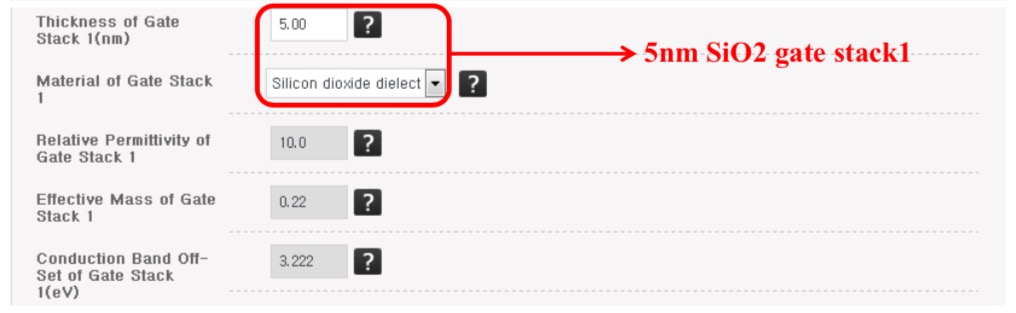 Thickness of Gate
Stack 1(nm)
5.00
?
5nm SiO2 gate stack1
Material of Gate Stack
1
Silicon dioxide dielect
?
Relative Permittivity of
Gate Stack 1
10.0
?
Effective Mass of Gate
Stack 1
0.22
?
Conduction Band Off-
Set of Gate Stack
1(eV)
3.222
?